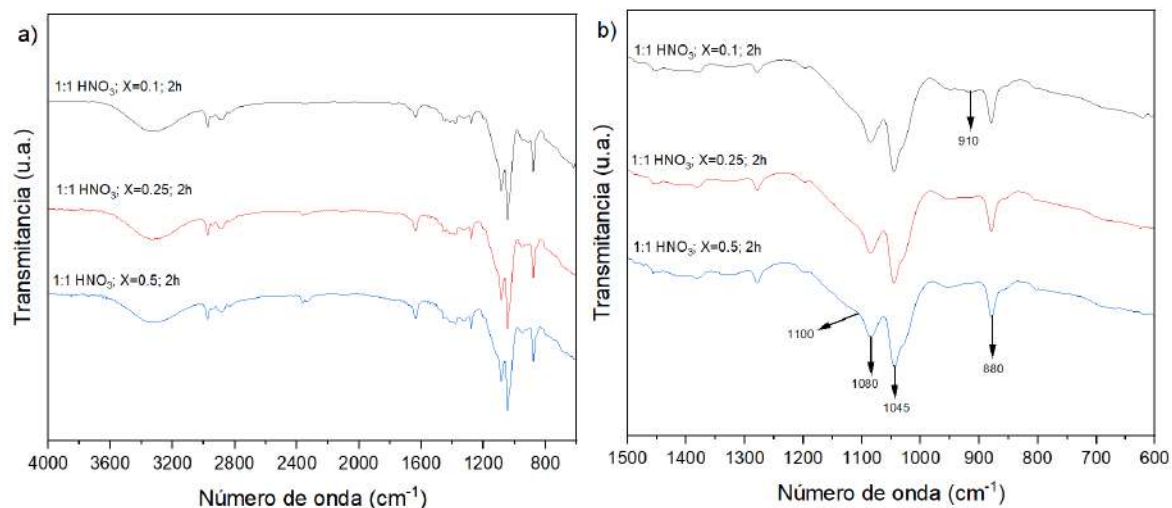 a)
1:1 HNO₃; X=0.1; 2h
1:1 HNO₃; X=0.25; 2h
1:1 HNO₃; X=0.5; 2h
Transmitancia (u.a.)
4000 3600 2800 2000 1600 1200 800
Número de onda (cm⁻¹)
b)
1:1 HNO₃; X=0.1; 2h
910
1:1 HNO₃; X=0.25; 2h
1:1 HNO₃; X=0.5; 2h
1100
1080
1045
880
Transmitancia (u.a.)
1500 1400 1300 1200 1100 1000 900 800 700 600
Número de onda (cm⁻¹)